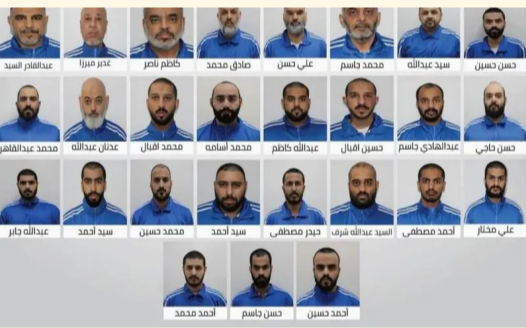 حسن حسين سيد عبدالله محمد جاسم علي حسن صادق محمد كاظم ناصر غدير ميرزا عبدالقادر السيد
حسن حاجي عبدالهادي جاسم حسين اقبال عبدالله كاظم محمد أسامه محمد اقبال عدنان عبدالله محمد عبدالقاهر
علي مختار أحمد مصطفى السيد عبدالله شرف حيدر مصطفى سيد أحمد محمد حسين سيد أحمد عبدالله جابر
أحمد حسين حسن جاسم أحمد محمد